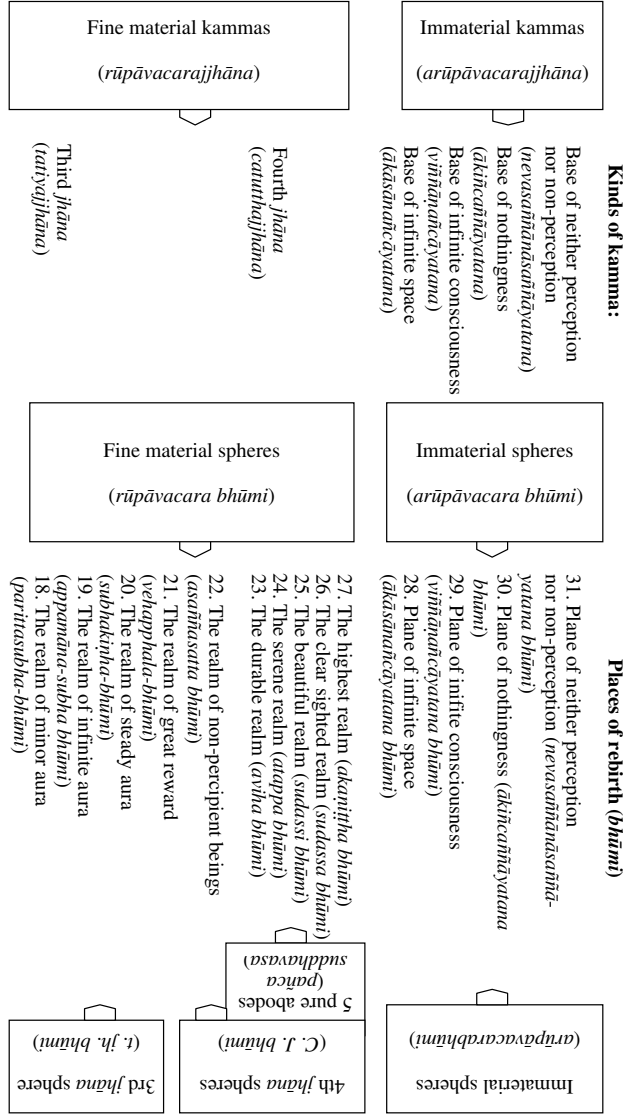 Kinds of kamma:
Immaterial kammas
(arūpāvacarajjhāna)
Base of neither perception
nor non-perception
(nevasaññānāsaññāyatana)
Base of nothingness
(ākiñcaññāyatana)
Base of infinite consciousness
(viññāṇañcāyatana)
Base of infinite space
(ākāsānañcāyatana)
Fine material kammas
(rūpāvacarajjhāna)
Fourth jhāna
(catutthajjhāna)
Third jhāna
(tatiyajjhāna)
Places of rebirth (bhūmi)
Immaterial spheres
(arūpāvacara bhūmi)
31. Plane of neither perception
nor non-perception (nevasaññānāsaññā-
yatana bhūmi)
30. Plane of nothingness (ākiñcaññāyatana
bhūmi)
29. Plane of inifite consciousness
(viññāṇañcāyatana bhūmi)
28. Plane of infinite space
(ākāsānañcāyatana bhūmi)
Immaterial spheres
(arūpāvacarabhūmi)
Fine material spheres
(rūpāvacara bhūmi)
27. The highest realm (akaṇiṭṭha bhūmi)
26. The clear sighted realm (sudassa bhūmi)
25. The beautiful realm (sudassi bhūmi)
24. The serene realm (atappa bhūmi)
23. The durable realm (aviha bhūmi)
22. The realm of non-percipient beings
(asaññasatta bhūmi)
21. The realm of great reward
(vehapphala-bhūmi)
20. The realm of steady aura
(subhakiṇha-bhūmi)
19. The realm of infinite aura
(appamāna-subha bhūmi)
18. The realm of minor aura
(parittasubha-bhūmi)
5 pure abodes
(pañca
suddhavasa)
4th jhāna spheres
(C. J. bhūmi)
3rd jhāna sphere
(t. jh. bhūmi)